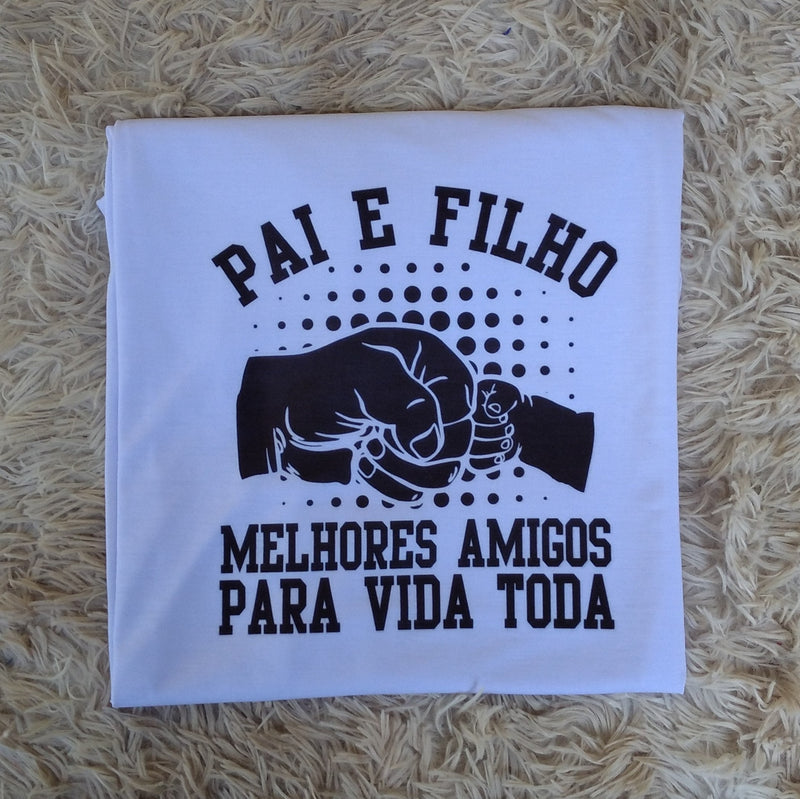 PAI E FILHO
MELHORES AMIGOS
PARA VIDA TODA